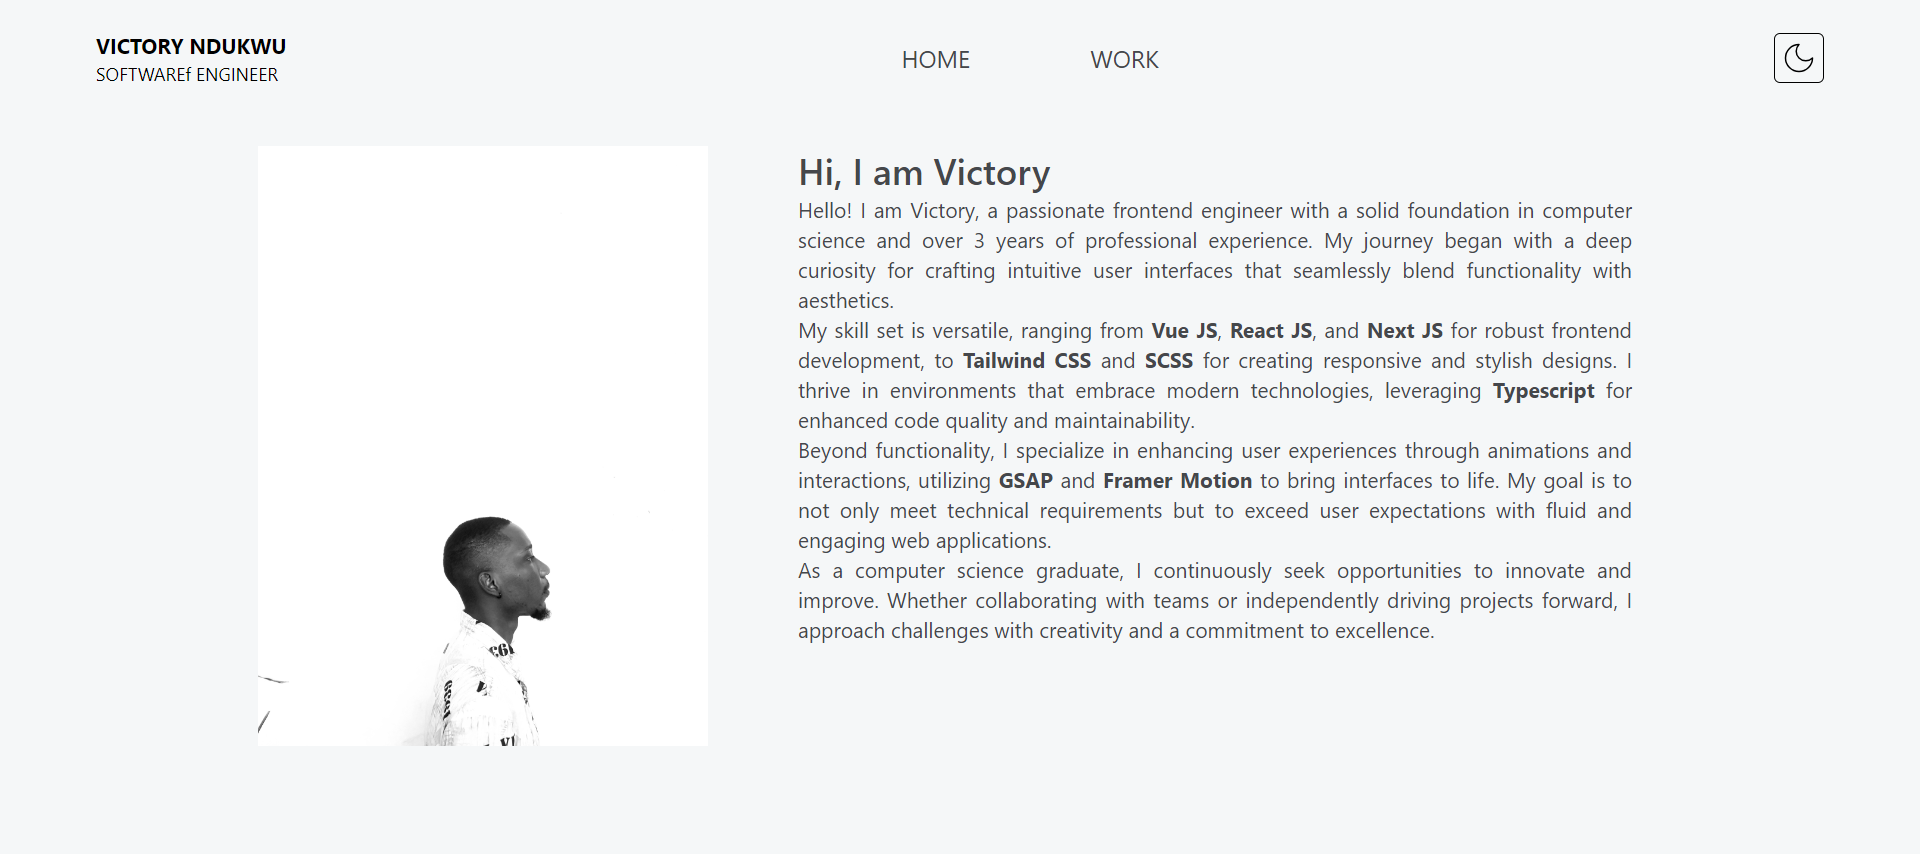 VICTORY NDUKWU
SOFTWAREf ENGINEER
HOME
WORK
Hi, I am Victory
Hello! I am Victory, a passionate frontend engineer with a solid foundation in computer
science and over 3 years of professional experience. My journey began with a deep
curiosity for crafting intuitive user interfaces that seamlessly blend functionality with
aesthetics.
My skill set is versatile, ranging from Vue JS, React JS, and Next JS for robust frontend
development, to Tailwind CSS and SCSS for creating responsive and stylish designs. I
thrive in environments that embrace modern technologies, leveraging Typescript for
enhanced code quality and maintainability.
Beyond functionality, I specialize in enhancing user experiences through animations and
interactions, utilizing GSAP and Framer Motion to bring interfaces to life. My goal is to
not only meet technical requirements but to exceed user expectations with fluid and
engaging web applications.
As a computer science graduate, I continuously seek opportunities to innovate and
improve. Whether collaborating with teams or independently driving projects forward, I
approach challenges with creativity and a commitment to excellence.